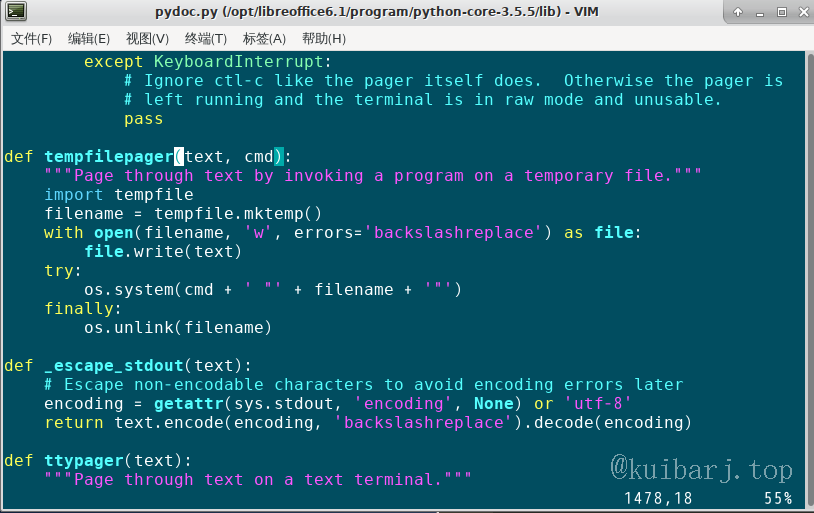 pydoc.py (/opt/libreoffice6.1/program/python-core-3.5.5/lib) - VIM
文件(F) 编辑(E) 视图(V) 终端(T) 标签(A) 帮助(H)
        except KeyboardInterrupt:
            # Ignore ctl-c like the pager itself does.  Otherwise the pager is
            # left running and the terminal is in raw mode and unusable.
            pass

def tempfilepager(text, cmd):
    """Page through text by invoking a program on a temporary file."""
    import tempfile
    filename = tempfile.mktemp()
    with open(filename, 'w', errors='backslashreplace') as file:
        file.write(text)
    try:
        os.system(cmd + ' "' + filename + '"')
    finally:
        os.unlink(filename)

def _escape_stdout(text):
    # Escape non-encodable characters to avoid encoding errors later
    encoding = getattr(sys.stdout, 'encoding', None) or 'utf-8'
    return text.encode(encoding, 'backslashreplace').decode(encoding)

def ttypager(text):
    """Page through text on a text terminal."""
@kuibarj.top
1478,18 55%